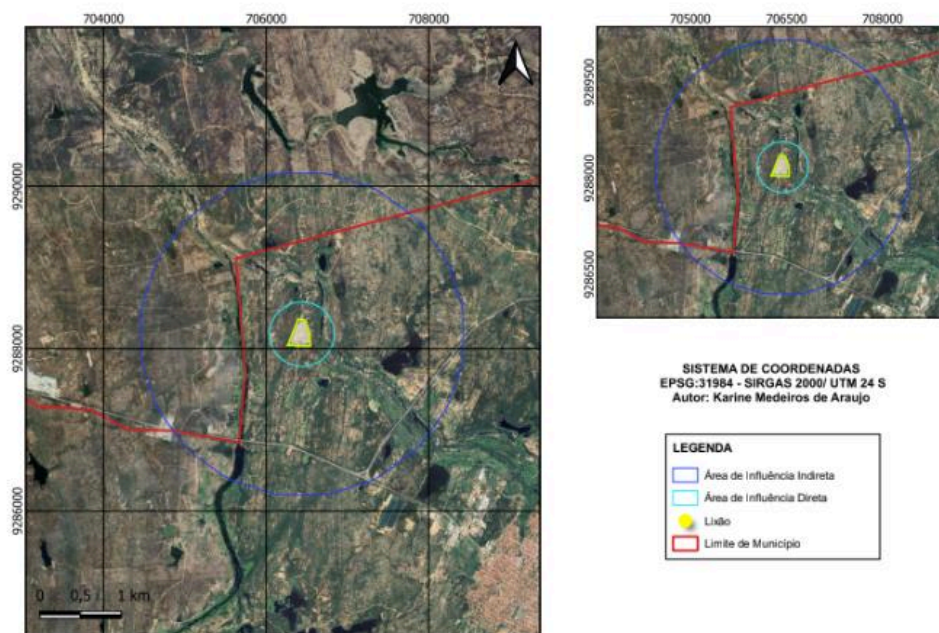 704000 706000 708000
9290000
9288000
9286000
0 0,5 1 km
705000 706500 708000
9289500
9288000
9286500
SISTEMA DE COORDENADAS
EPSG:31984 - SIRGAS 2000/ UTM 24 S
Autor: Karine Medeiros de Araujo
LEGENDA
Área de Influência Indireta
Área de Influência Direta
Lixão
Limite de Município